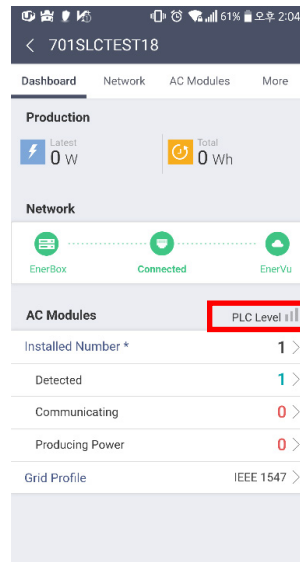 61% 오후 2:04
< 701SLCTEST18
Dashboard Network AC Modules More
Production
Latest
0 W
Total
0 Wh
Network
EnerBox Connected EnerVu
AC Modules PLC Level
Installed Number * 1
Detected 1
Communicating 0
Producing Power 0
Grid Profile IEEE 1547